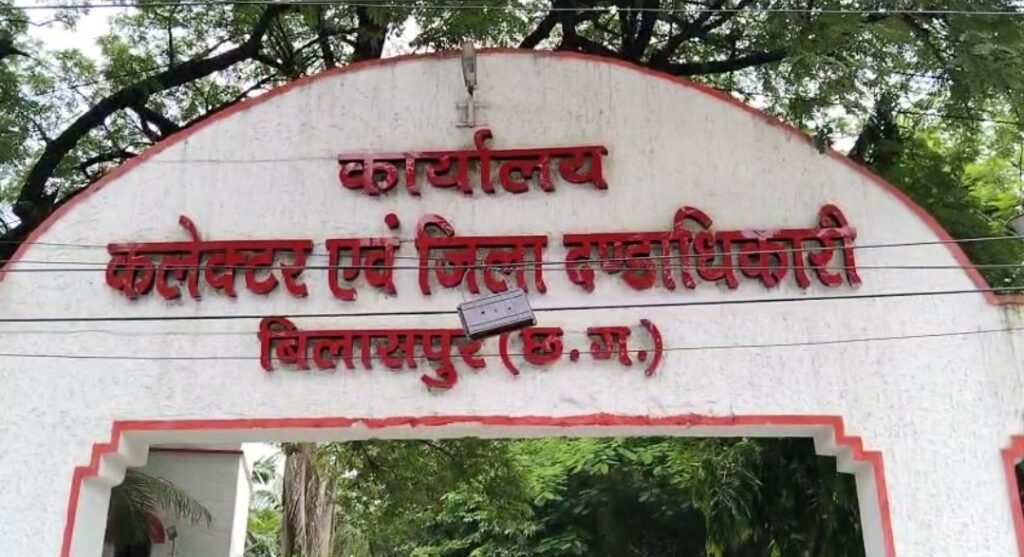 कार्यालय
कलेक्टर एवं जिला दण्डाधिकारी
बिलासपुर (छ.ग.)